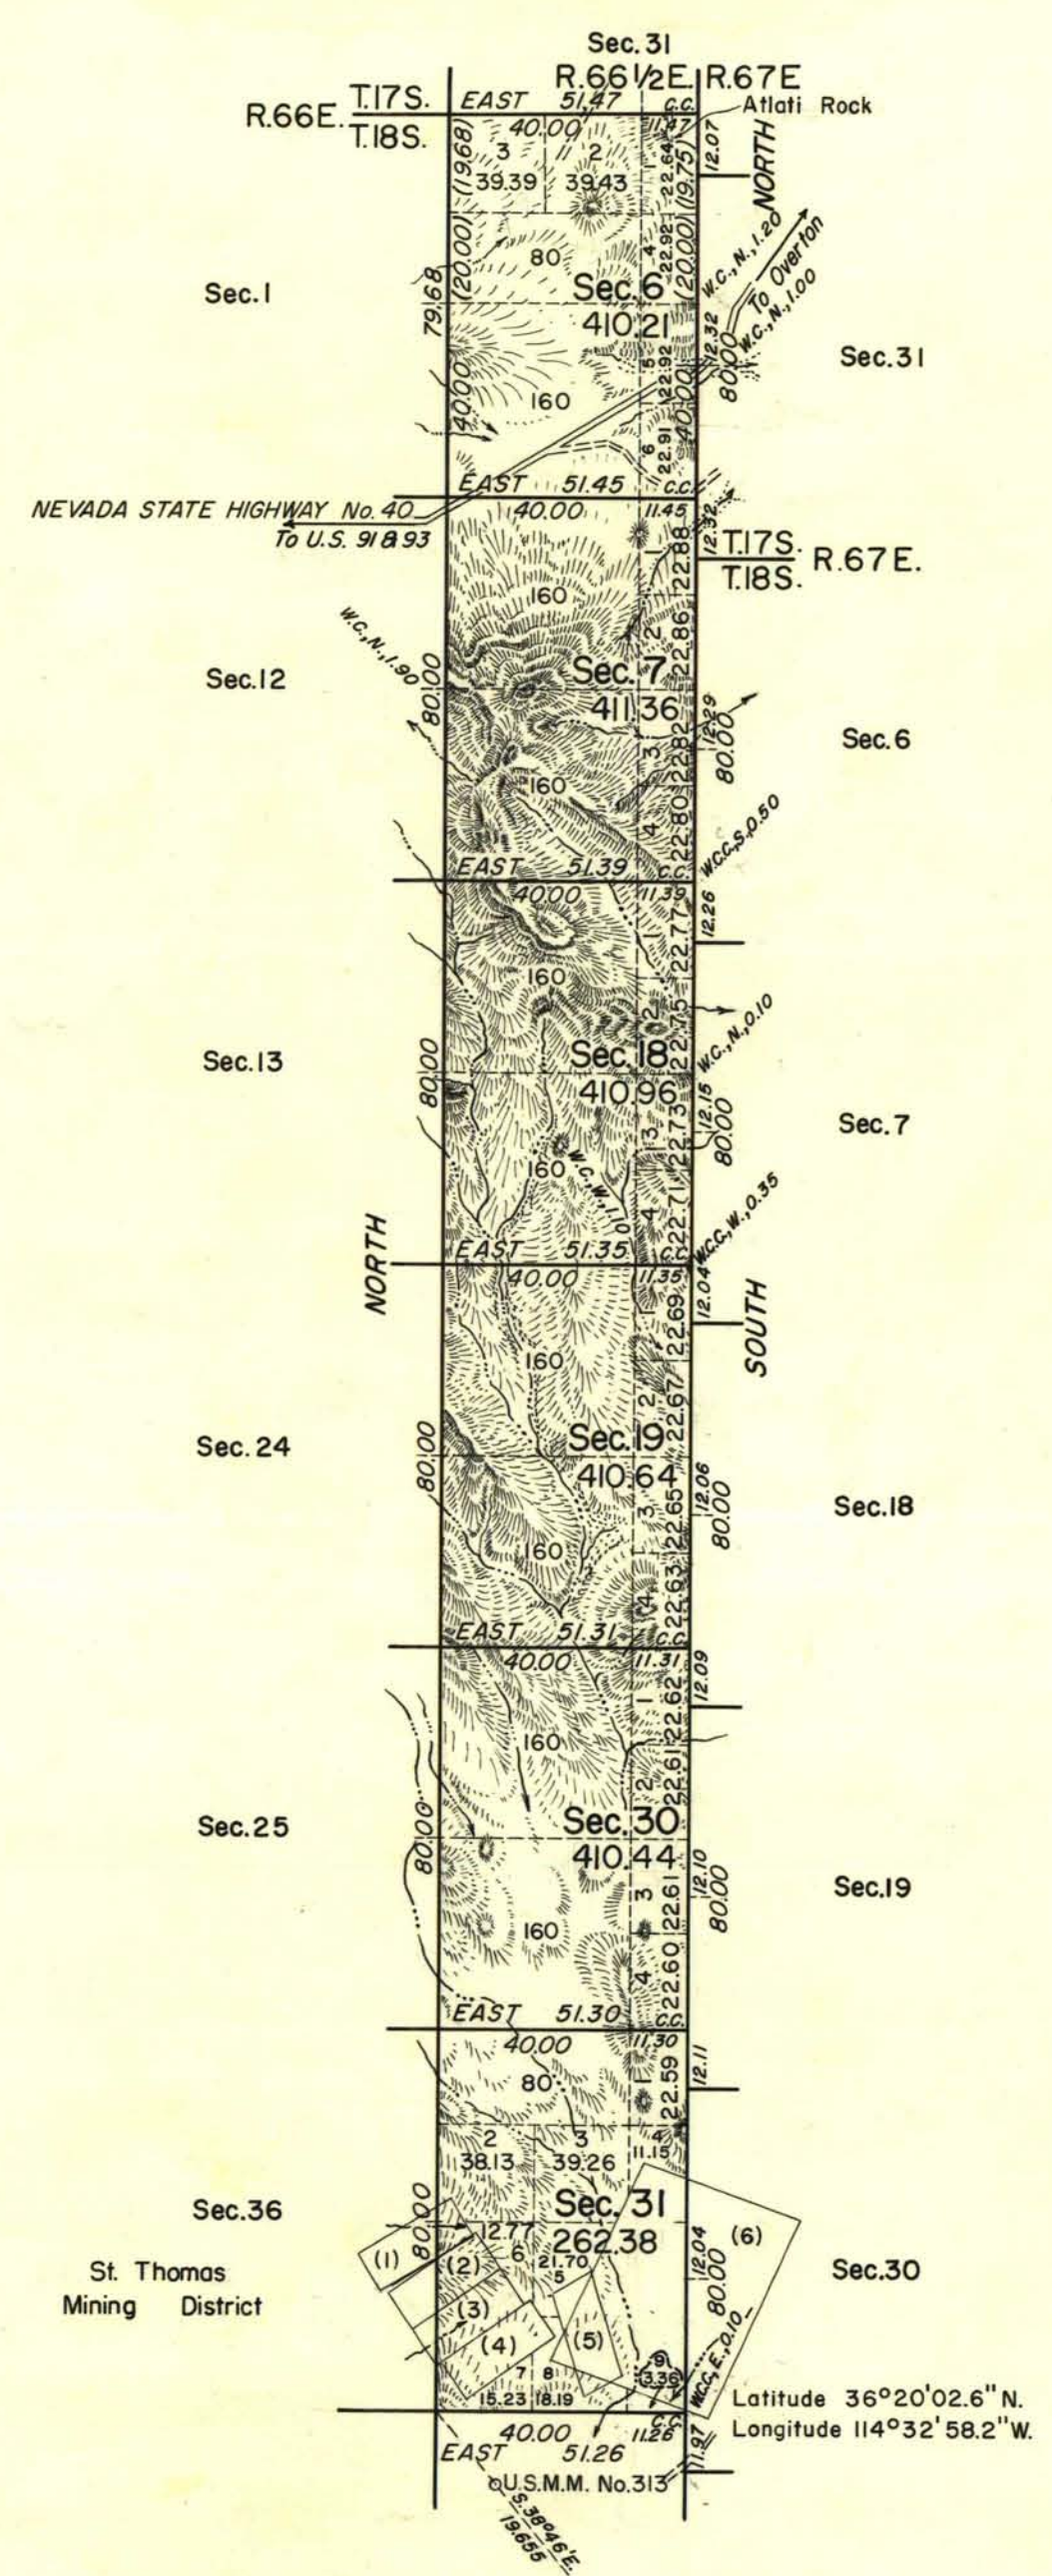 Sec. 31
R.66 1/2 E. R.67E
R.66E. T.17S.
T.18S.
EAST 51.47 C.C.
Atlati Rock
40.00 11.47
(19.68)
3
39.39
2
39.43
1
22.64
(19.75)
12.07
NORTH
(20.00)
80
4
22.92
(20.00)
W.C., N., 1.20
To Overton
W.C., N., 1.00
Sec. 1
79.68
Sec. 6
410.21
12.32
80.00
Sec. 31
40.00
160
5
22.92
40.00
6
22.91
EAST 51.45 C.C.
NEVADA STATE HIGHWAY No. 40
To U.S. 91 & 93
40.00 11.45
12.32
T.17S.
T.18S.
R.67E.
1
22.88
160
2
22.86
W.C., N., 1.90
Sec. 12
80.00
Sec. 7
411.36
12.29
80.00
Sec. 6
3
22.82
160
4
22.80
W.C.C., S., 0.50
EAST 51.39 C.C.
40.00 11.39
12.26
1
22.77
160
2
22.75
W.C., N., 0.10
Sec. 13
80.00
Sec. 18
410.96
12.15
80.00
Sec. 7
3
22.73
160
W.C., W., 1.10
4
22.71
W.C.C., W., 0.35
NORTH
EAST 51.35 C.C.
40.00 11.35
12.04
SOUTH
1
22.69
160
2
22.67
Sec. 24
80.00
Sec. 19
410.64
12.06
80.00
Sec. 18
3
22.65
160
4
22.63
EAST 51.31 C.C.
40.00 11.31
12.09
1
22.62
160
2
22.61
Sec. 25
80.00
Sec. 30
410.44
12.10
80.00
Sec. 19
3
22.61
160
4
22.60
EAST 51.30 C.C.
40.00 11.30
12.11
80
1
22.59
2
38.13
3
39.26
4
11.15
Sec. 36
80.00
Sec. 31
262.38
12.77
6
21.70
5
12.04
80.00
Sec. 30
St. Thomas
Mining District
(1)
(2)
(3)
(4)
(5)
(6)
7
15.23
8
18.19
9
3.36
W.C.C., E., 0.10
C.C.
Latitude 36°20'02.6" N.
Longitude 114°32'58.2" W.
40.00 11.26
EAST 51.26
11.97
U.S.M.M. No. 313
S.38°46'E.
19.655